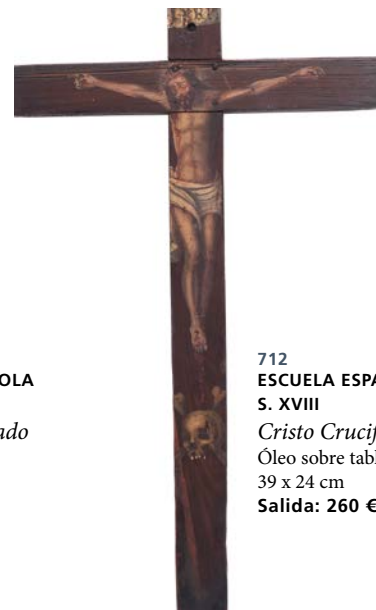 OLA
ado
712
ESCUELA ESPA
S. XVIII
Cristo Crucif
Óleo sobre tabl
39 x 24 cm
Salida: 260 €